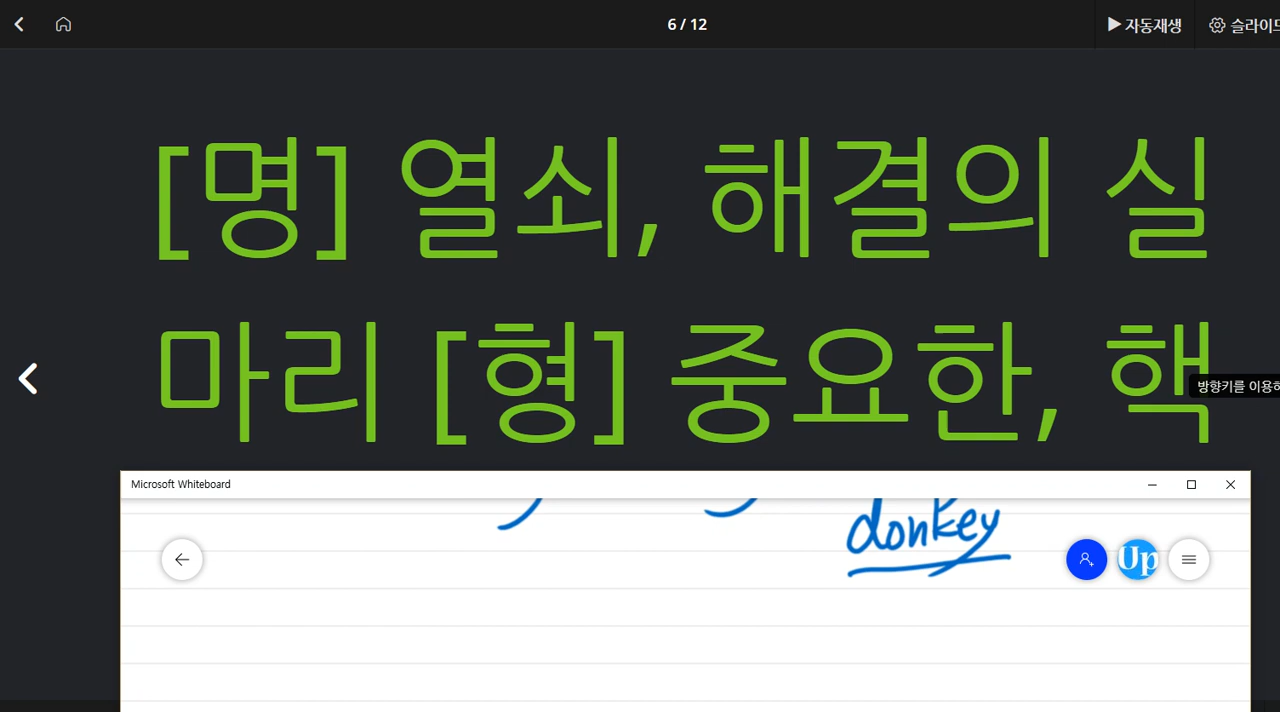 6 / 12
▶ 자동재생
[명] 열쇠, 해결의 실
마리 [형] 중요한, 핵
방향키를 이용하
Microsoft Whiteboard
donkey
Up